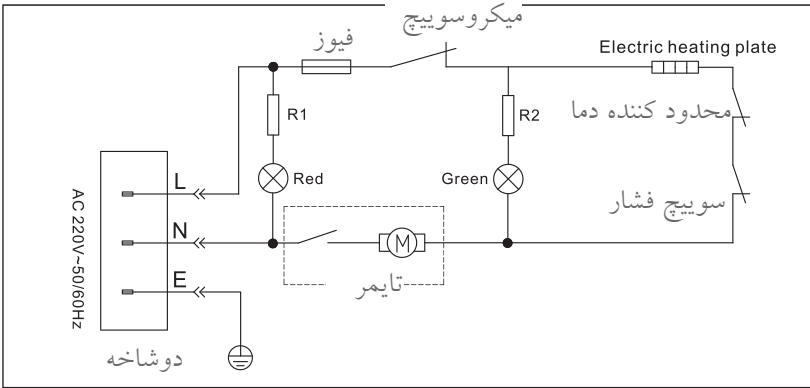 میکروسوییچ
فیوز
Electric heating plate
R1
R2
محدود کننده دما
Red
Green
سوییچ فشار
L
N
E
M
تایمر
AC 220V~50/60Hz
دوشاخه